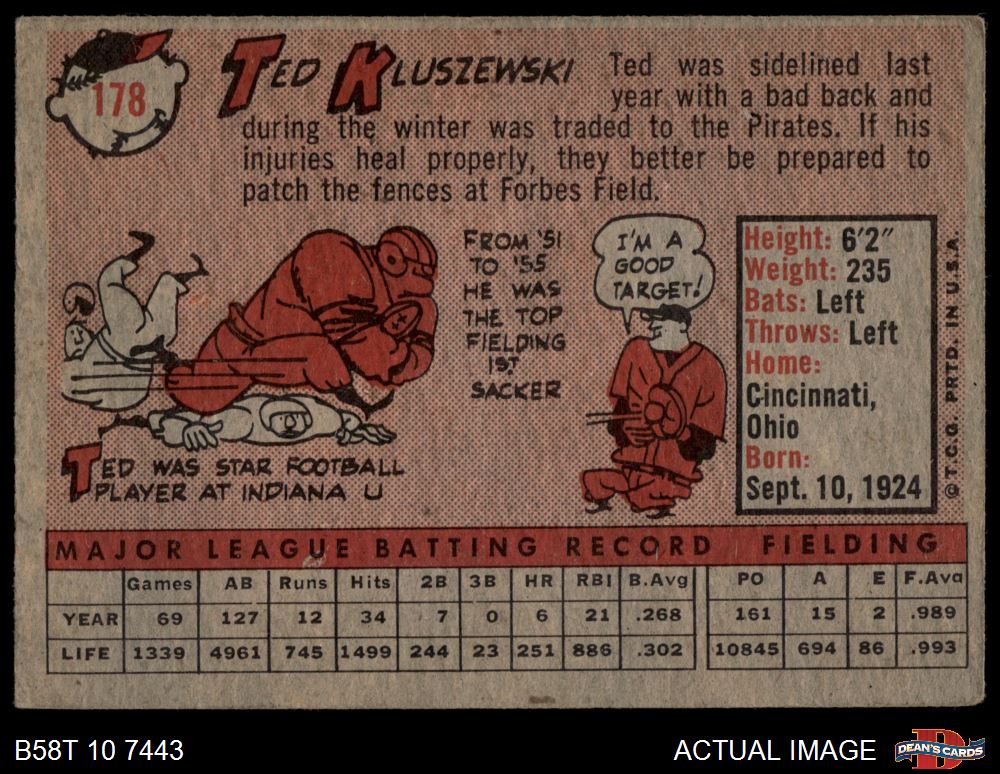 178
TED KLUSZEWSKI
Ted was sidelined last
year with a bad back and
during the winter was traded to the Pirates. If his
injuries heal properly, they better be prepared to
patch the fences at Forbes Field.
TED WAS STAR FOOTBALL
PLAYER AT INDIANA U
FROM '51
TO '55
HE WAS
THE TOP
FIELDING
1ST
SACKER
I'M A
GOOD
TARGET!
Height: 6'2"
Weight: 235
Bats: Left
Throws: Left
Home:
Cincinnati,
Ohio
Born:
Sept. 10, 1924
© T.C.G. PRTD. IN U.S.A.
MAJOR LEAGUE BATTING RECORD FIELDING
Games AB Runs Hits 2B 3B HR RBI B.Avg PO A E F.Avg
YEAR 69 127 12 34 7 0 6 21 .268 161 15 2 .989
LIFE 1339 4961 745 1499 244 23 251 886 .302 10845 694 86 .993
B58T 10 7443
ACTUAL IMAGE
D
DEAN'S CARDS